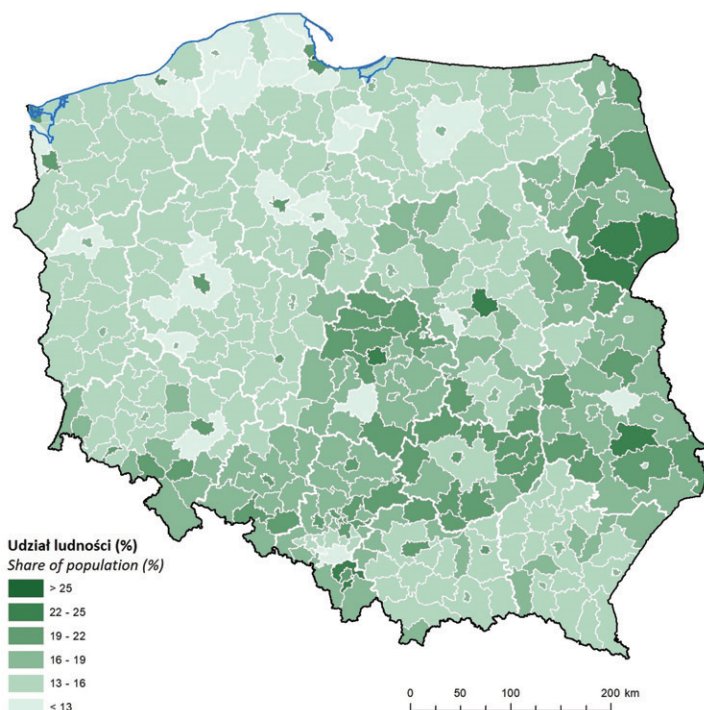 Udział ludności (%)
Share of population (%)
> 25
22 - 25
19 - 22
16 - 19
13 - 16
< 13
0 50 100 200 km